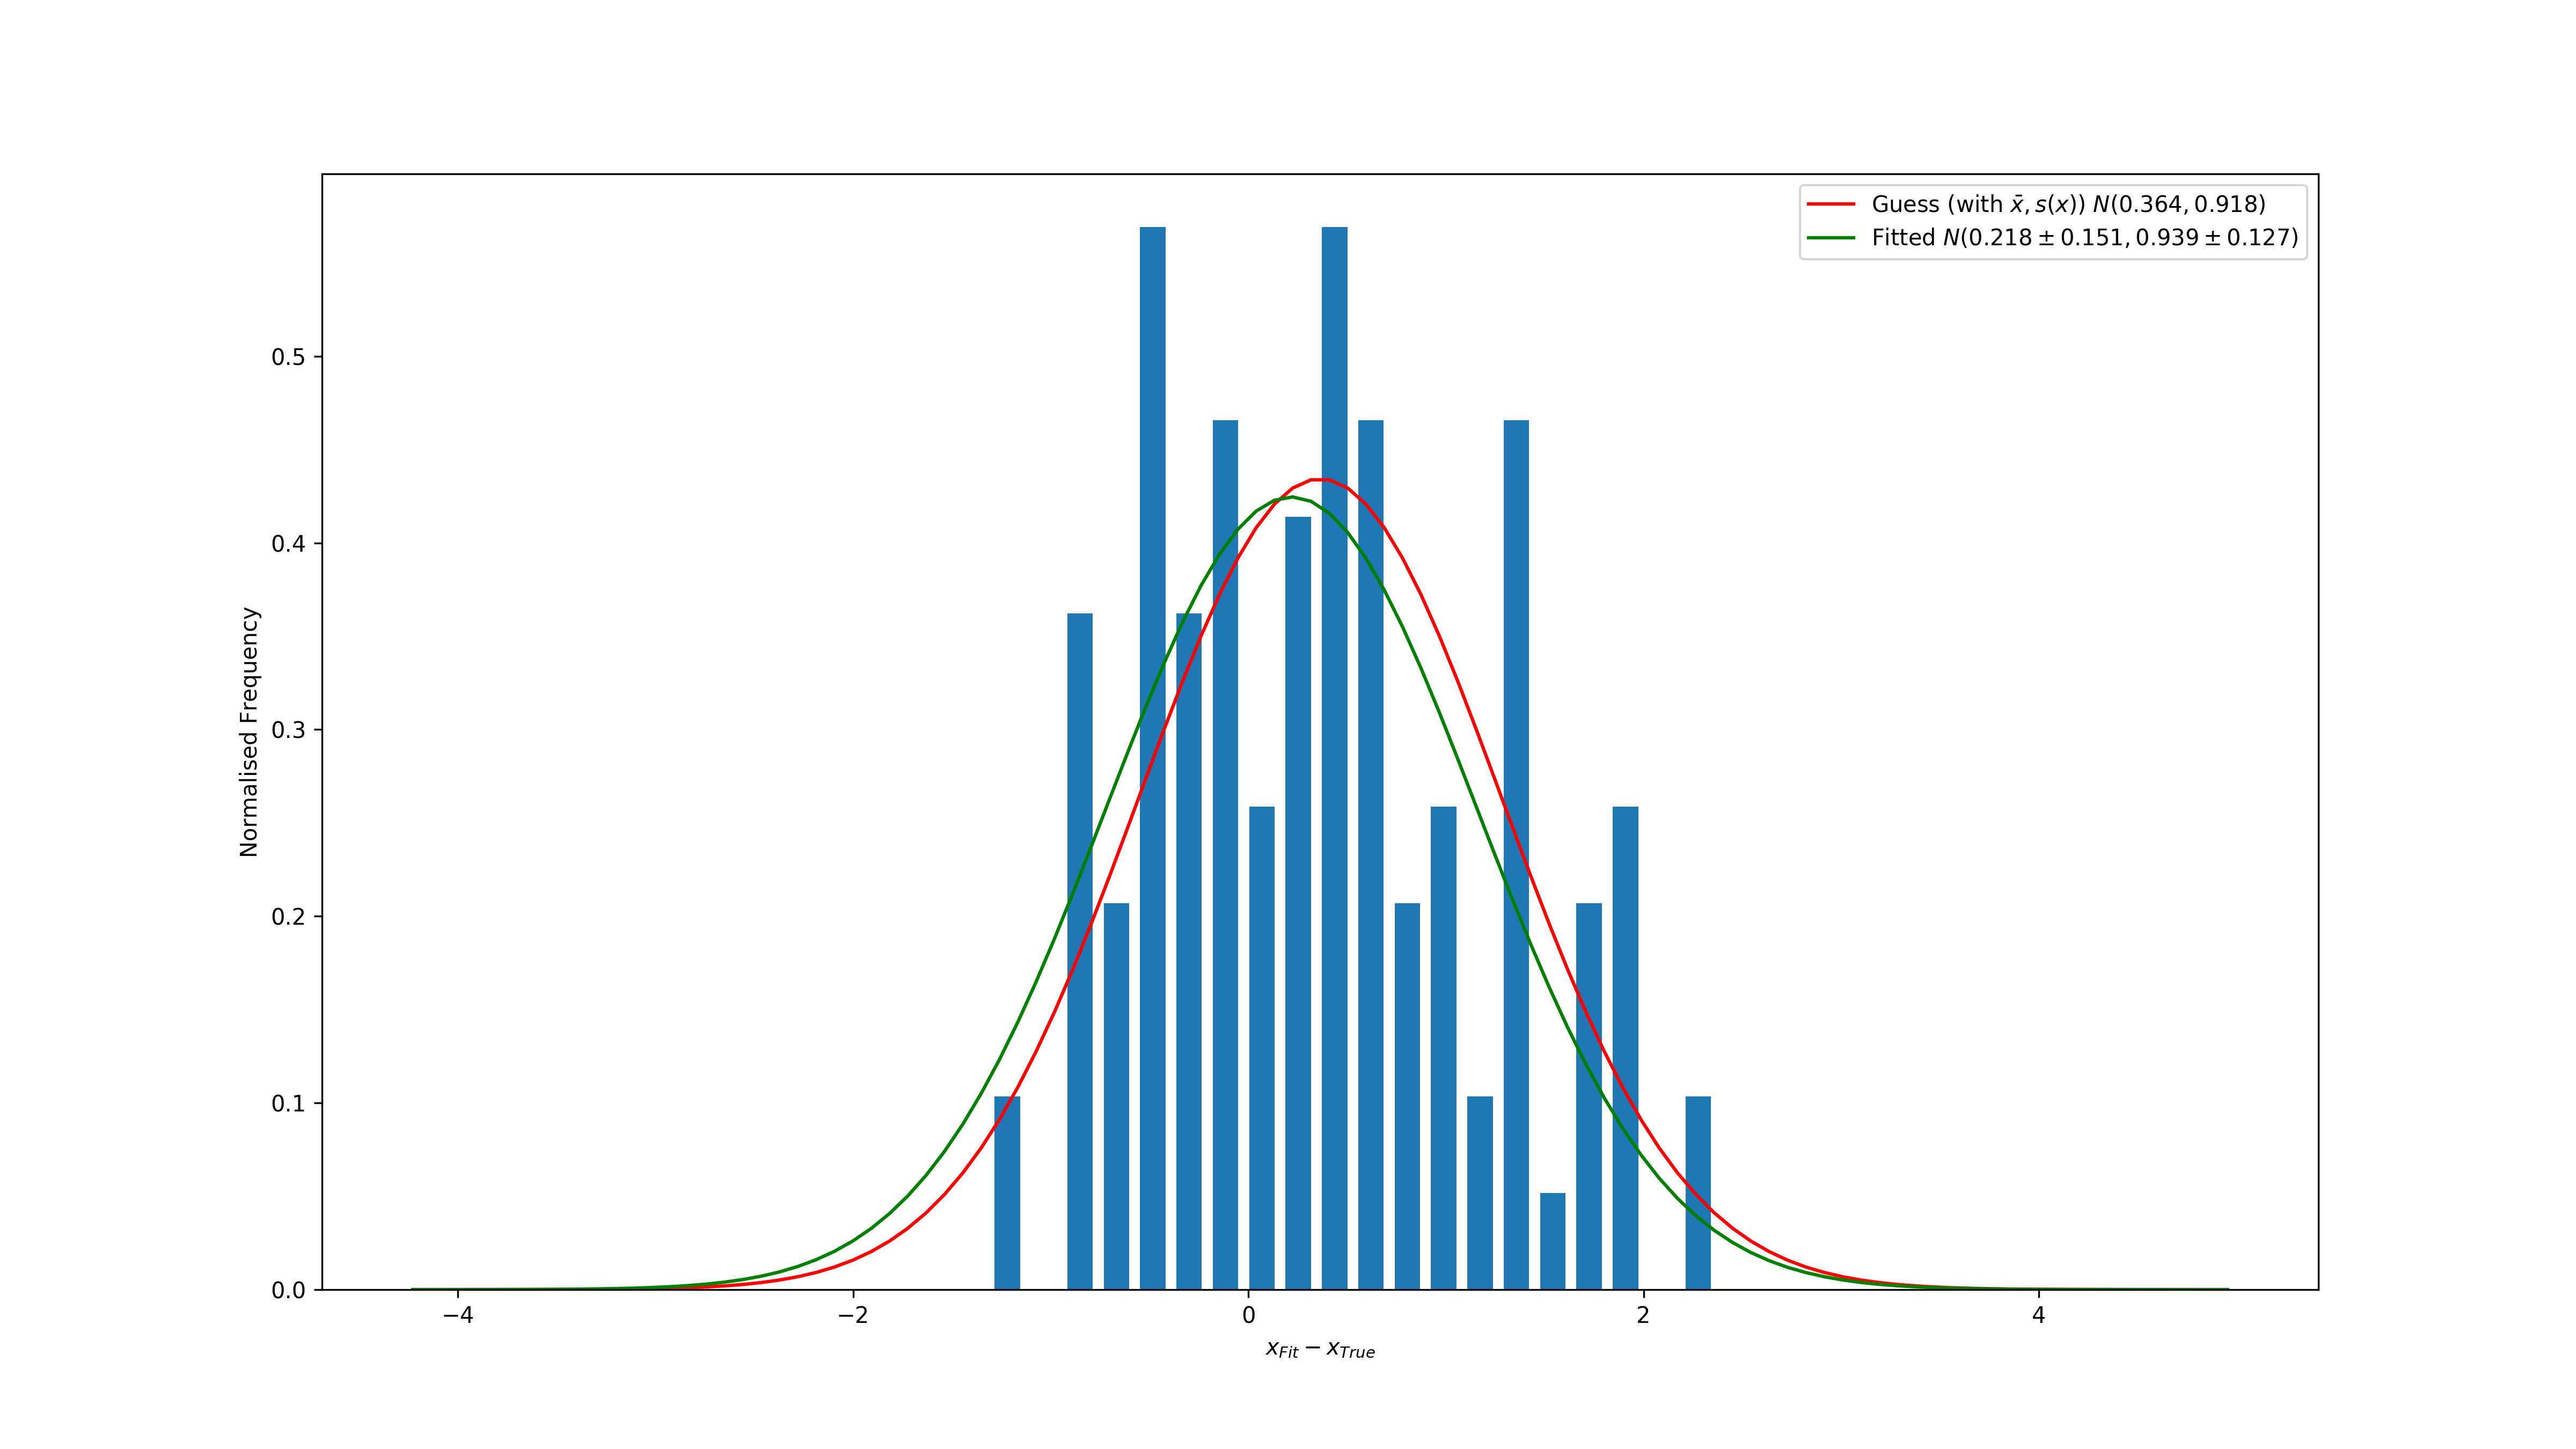 Guess (with x̄, s(x)) N(0.364, 0.918)
Fitted N(0.218 ± 0.151, 0.939 ± 0.127)
Normalised Frequency
0.5
0.4
0.3
0.2
0.1
0.0
−4 −2 0 2 4
x_Fit − x_True